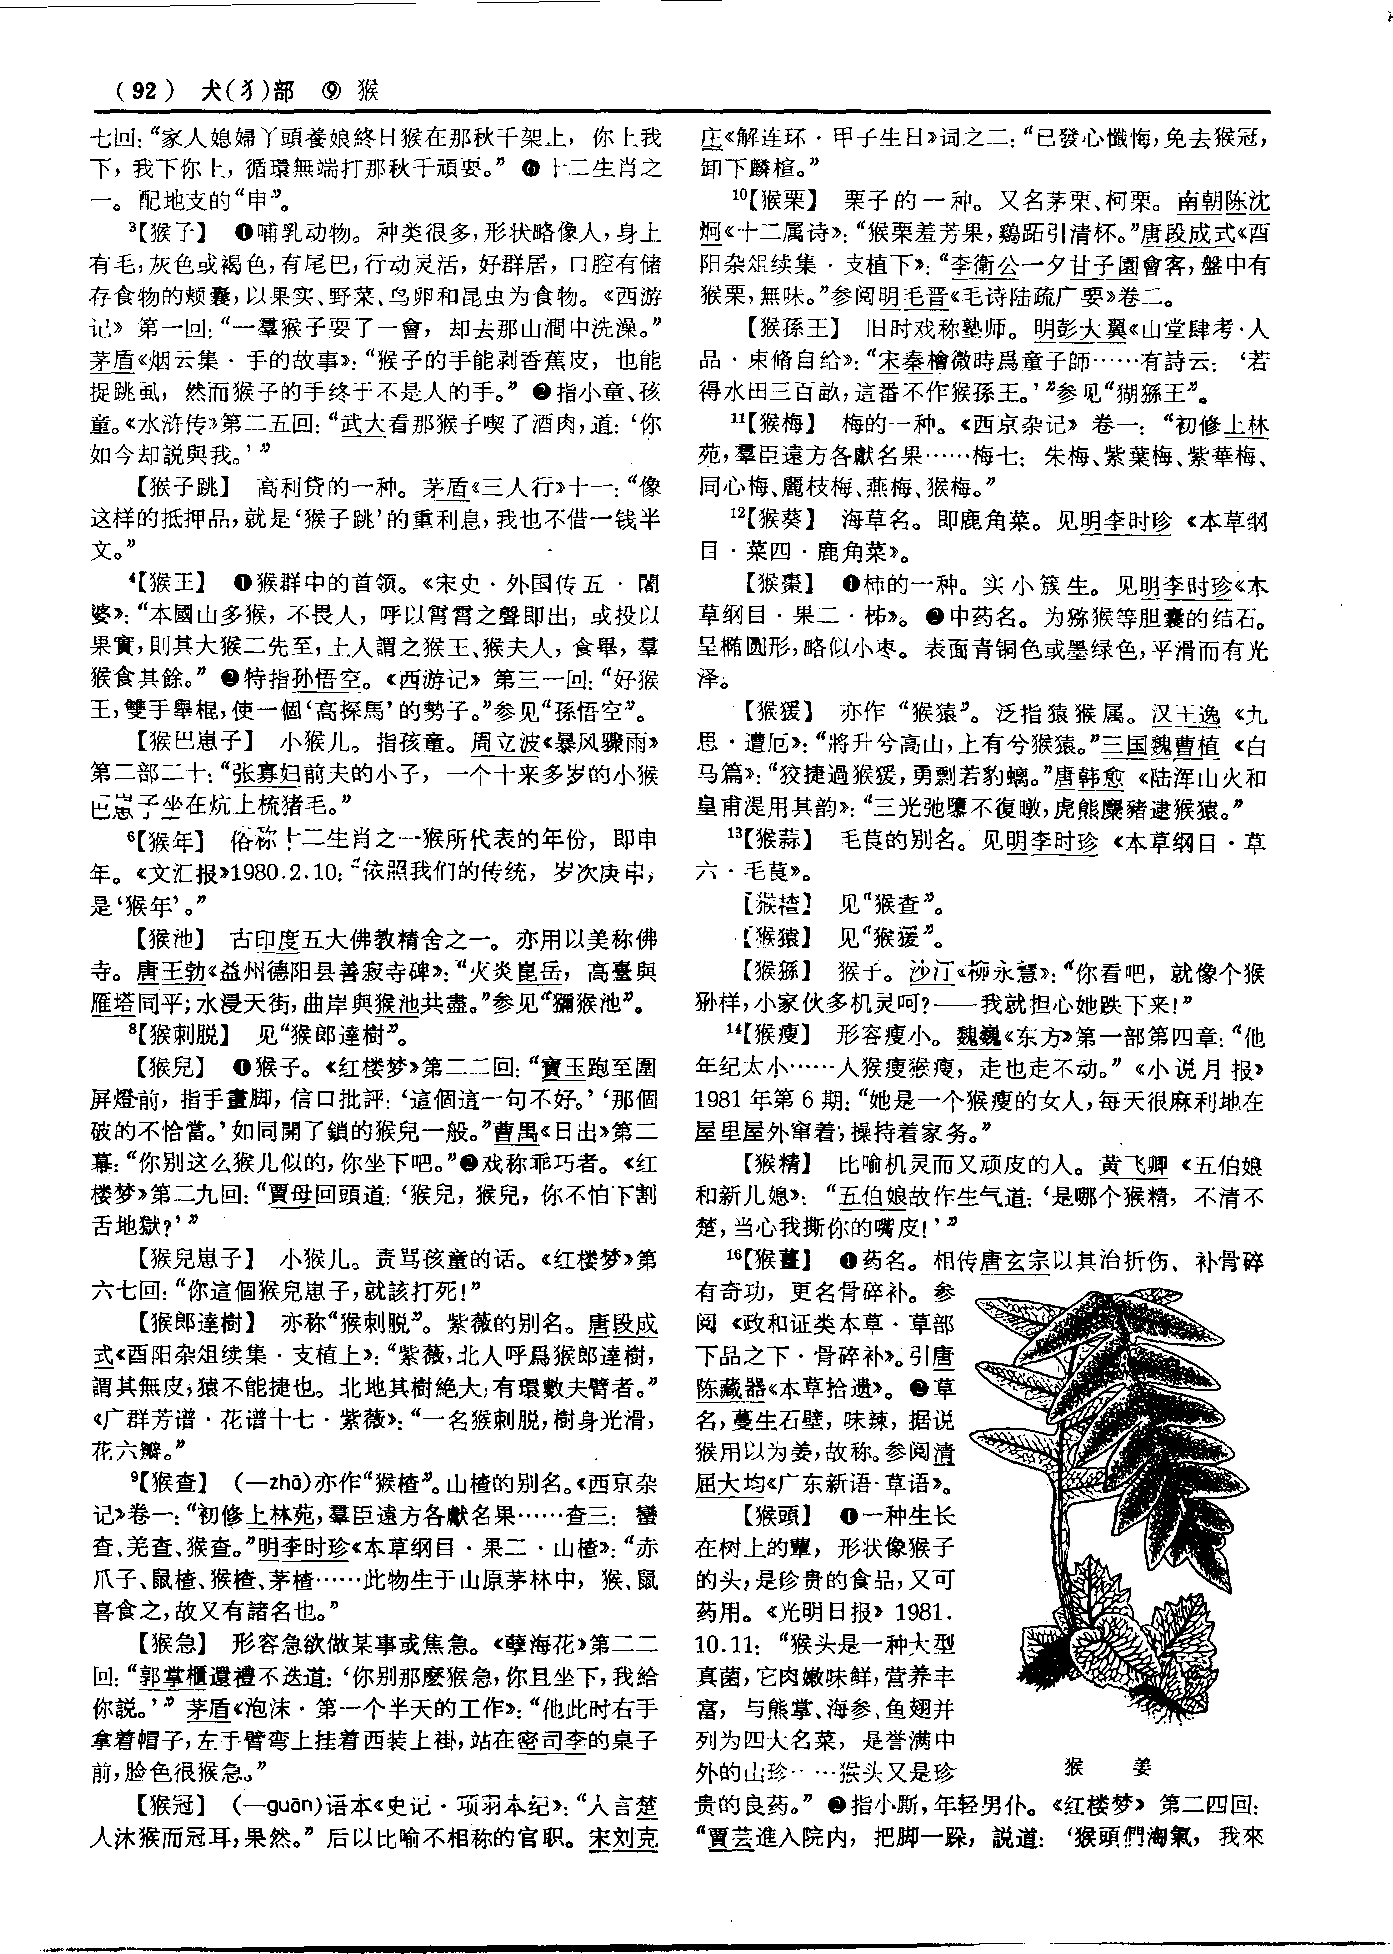 （92） 犬(犭)部 ⑨ 猴
七回：“家人媳婦丫頭養娘終日猴在那秋千架上，你上我
下，我下你上，循環無端打那秋千頑耍。”❻十二生肖之
一。配地支的“申”。
³【猴子】 ❶哺乳动物。种类很多，形状略像人，身上
有毛，灰色或褐色，有尾巴，行动灵活，好群居，口腔有储
存食物的颊囊，以果实、野菜、鸟卵和昆虫为食物。《西游
记》第一回：“一羣猴子耍了一會，却去那山澗中洗澡。”
茅盾《烟云集·手的故事》：“猴子的手能剥香蕉皮，也能
捉跳虱，然而猴子的手终于不是人的手。”❷指小童、孩
童。《水浒传》第二五回：“武大看那猴子喫了酒肉，道：‘你
如今却説與我。’”
【猴子跳】 高利贷的一种。茅盾《三人行》十一：“像
这样的抵押品，就是‘猴子跳’的重利息，我也不借一钱半
文。”
⁴【猴王】 ❶猴群中的首领。《宋史·外国传五·闍
婆》：“本國山多猴，不畏人，呼以霄霄之聲即出，或投以
果實，則其大猴二先至，土人謂之猴王、猴夫人，食畢，羣
猴食其餘。”❷特指孙悟空。《西游记》第三一回：“好猴
王，雙手舉棍，使一個‘高探馬’的勢子。”参见“孫悟空”。
【猴巴崽子】 小猴儿。指孩童。周立波《暴风骤雨》
第二部二十：“张寡妇前夫的小子，一个十来多岁的小猴
巴崽子坐在炕上梳猪毛。”
⁶【猴年】 俗称十二生肖之一猴所代表的年份，即申
年。《文汇报》1980.2.10：“依照我们的传统，岁次庚申，
是‘猴年’。”
【猴池】 古印度五大佛教精舍之一。亦用以美称佛
寺。唐王勃《益州德阳县善寂寺碑》：“火炎崑岳，高臺與
雁塔同平；水浸天街，曲岸與猴池共盡。”参见“獼猴池”。
⁸【猴刺脱】 见“猴郎達樹”。
【猴兒】 ❶猴子。《红楼梦》第二二回：“寶玉跑至圍
屏燈前，指手畫脚，信口批評：‘這個這一句不好。’‘那個
破的不恰當。’如同開了鎖的猴兒一般。”曹禺《日出》第二
幕：“你别这么猴儿似的，你坐下吧。”❷戏称乖巧者。《红
楼梦》第二九回：“賈母回頭道：‘猴兒，猴兒，你不怕下割
舌地獄？’”
【猴兒崽子】 小猴儿。责骂孩童的话。《红楼梦》第
六七回：“你這個猴兒崽子，就該打死！”
【猴郎達樹】 亦称“猴刺脱”。紫薇的别名。唐段成
式《酉阳杂俎续集·支植上》：“紫薇，北人呼爲猴郎達樹，
謂其無皮，猿不能捷也。北地其樹絶大，有環數夫臂者。”
《广群芳谱·花谱十七·紫薇》：“一名猴刺脱，樹身光滑，
花六瓣。”
⁹【猴查】 （—zhā）亦作“猴楂”。山楂的别名。《西京杂
记》卷一：“初修上林苑，羣臣遠方各獻名果……查三：蠻
查、羌查、猴查。”明李时珍《本草纲目·果二·山楂》：“赤
爪子、鼠楂、猴楂、茅楂……此物生于山原茅林中，猴、鼠
喜食之，故又有諸名也。”
【猴急】 形容急欲做某事或焦急。《孽海花》第二二
回：“郭掌櫃還禮不迭道：‘你别那麽猴急，你且坐下，我給
你説。’”茅盾《泡沫·第一个半天的工作》：“他此时右手
拿着帽子，左手臂弯上挂着西装上褂，站在密司李的桌子
前，脸色很猴急。”
【猴冠】 （—guān）语本《史记·项羽本纪》：“人言楚
人沐猴而冠耳，果然。”后以比喻不相称的官职。宋刘克
庄《解连环·甲子生日》词之二：“已發心懺悔，免去猴冠，
卸下麟楦。”
¹⁰【猴栗】 栗子的一种。又名茅栗、柯栗。南朝陈沈
炯《十二属诗》：“猴栗羞芳果，鷄跖引清杯。”唐段成式《酉
阳杂俎续集·支植下》：“李衛公一夕甘子園會客，盤中有
猴栗，無味。”参阅明毛晋《毛诗陆疏广要》卷二。
【猴孫王】 旧时戏称塾师。明彭大翼《山堂肆考·人
品·束脩自给》：“宋秦檜微時爲童子師……有詩云：‘若
得水田三百畝，這番不作猴孫王。’”参见“猢猻王”。
¹¹【猴梅】 梅的一种。《西京杂记》卷一：“初修上林
苑，羣臣遠方各獻名果……梅七：朱梅、紫葉梅、紫華梅、
同心梅、麗枝梅、燕梅、猴梅。”
¹²【猴葵】 海草名。即鹿角菜。见明李时珍《本草纲
目·菜四·鹿角菜》。
【猴棗】 ❶柿的一种。实小簇生。见明李时珍《本
草纲目·果二·柹》。❷中药名。为猕猴等胆囊的结石。
呈椭圆形，略似小枣。表面青铜色或墨绿色，平滑而有光
泽。
【猴猨】 亦作“猴猿”。泛指猿猴属。汉王逸《九
思·遭厄》：“將升兮高山，上有兮猴猿。”三国魏曹植《白
马篇》：“狡捷過猴猨，勇剽若豹螭。”唐韩愈《陆浑山火和
皇甫湜用其韵》：“三光弛隳不復暾，虎熊麋豬逮猴猿。”
¹³【猴蒜】 毛茛的别名。见明李时珍《本草纲目·草
六·毛茛》。
【猴楂】 见“猴查”。
【猴猿】 见“猴猨”。
【猴猻】 猴子。沙汀《柳永慧》：“你看吧，就像个猴
狲样，小家伙多机灵呵？——我就担心她跌下来！”
¹⁴【猴瘦】 形容瘦小。魏巍《东方》第一部第四章：“他
年纪太小……人猴瘦猴瘦，走也走不动。”《小说月报》
1981年第6期：“她是一个猴瘦的女人，每天很麻利地在
屋里屋外窜着，操持着家务。”
【猴精】 比喻机灵而又顽皮的人。黄飞卿《五伯娘
和新儿媳》：“五伯娘故作生气道：‘是哪个猴精，不清不
楚，当心我撕你的嘴皮！’”
¹⁶【猴薑】 ❶药名。相传唐玄宗以其治折伤、补骨碎
有奇功，更名骨碎补。参
阅《政和证类本草·草部
下品之下·骨碎补》。引唐
陈藏器《本草拾遗》。❷草
名，蔓生石壁，味辣，据说
猴用以为姜，故称。参阅清
屈大均《广东新语·草语》。
【猴頭】 ❶一种生长
在树上的蕈，形状像猴子
的头，是珍贵的食品，又可
药用。《光明日报》1981.
10.11：“猴头是一种大型
真菌，它肉嫩味鲜，营养丰
富，与熊掌、海参、鱼翅并
列为四大名菜，是誉满中
外的山珍……猴头又是珍
贵的良药。”❷指小厮，年轻男仆。《红楼梦》第二四回：
“賈芸進入院内，把脚一跺，説道：‘猴頭們淘氣，我來
猴 姜